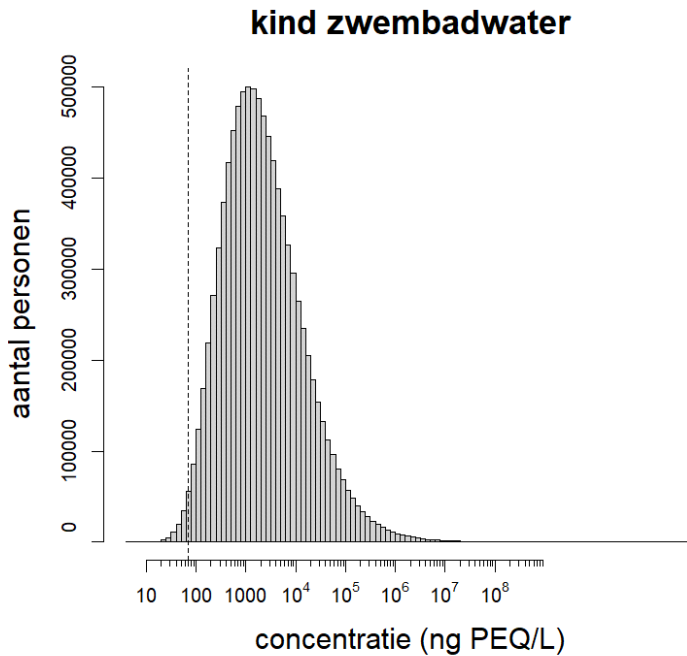 kind zwembadwater
aantal personen
500000
400000
300000
200000
100000
0
10 100 1000 10⁴ 10⁵ 10⁶ 10⁷ 10⁸
concentratie (ng PEQ/L)